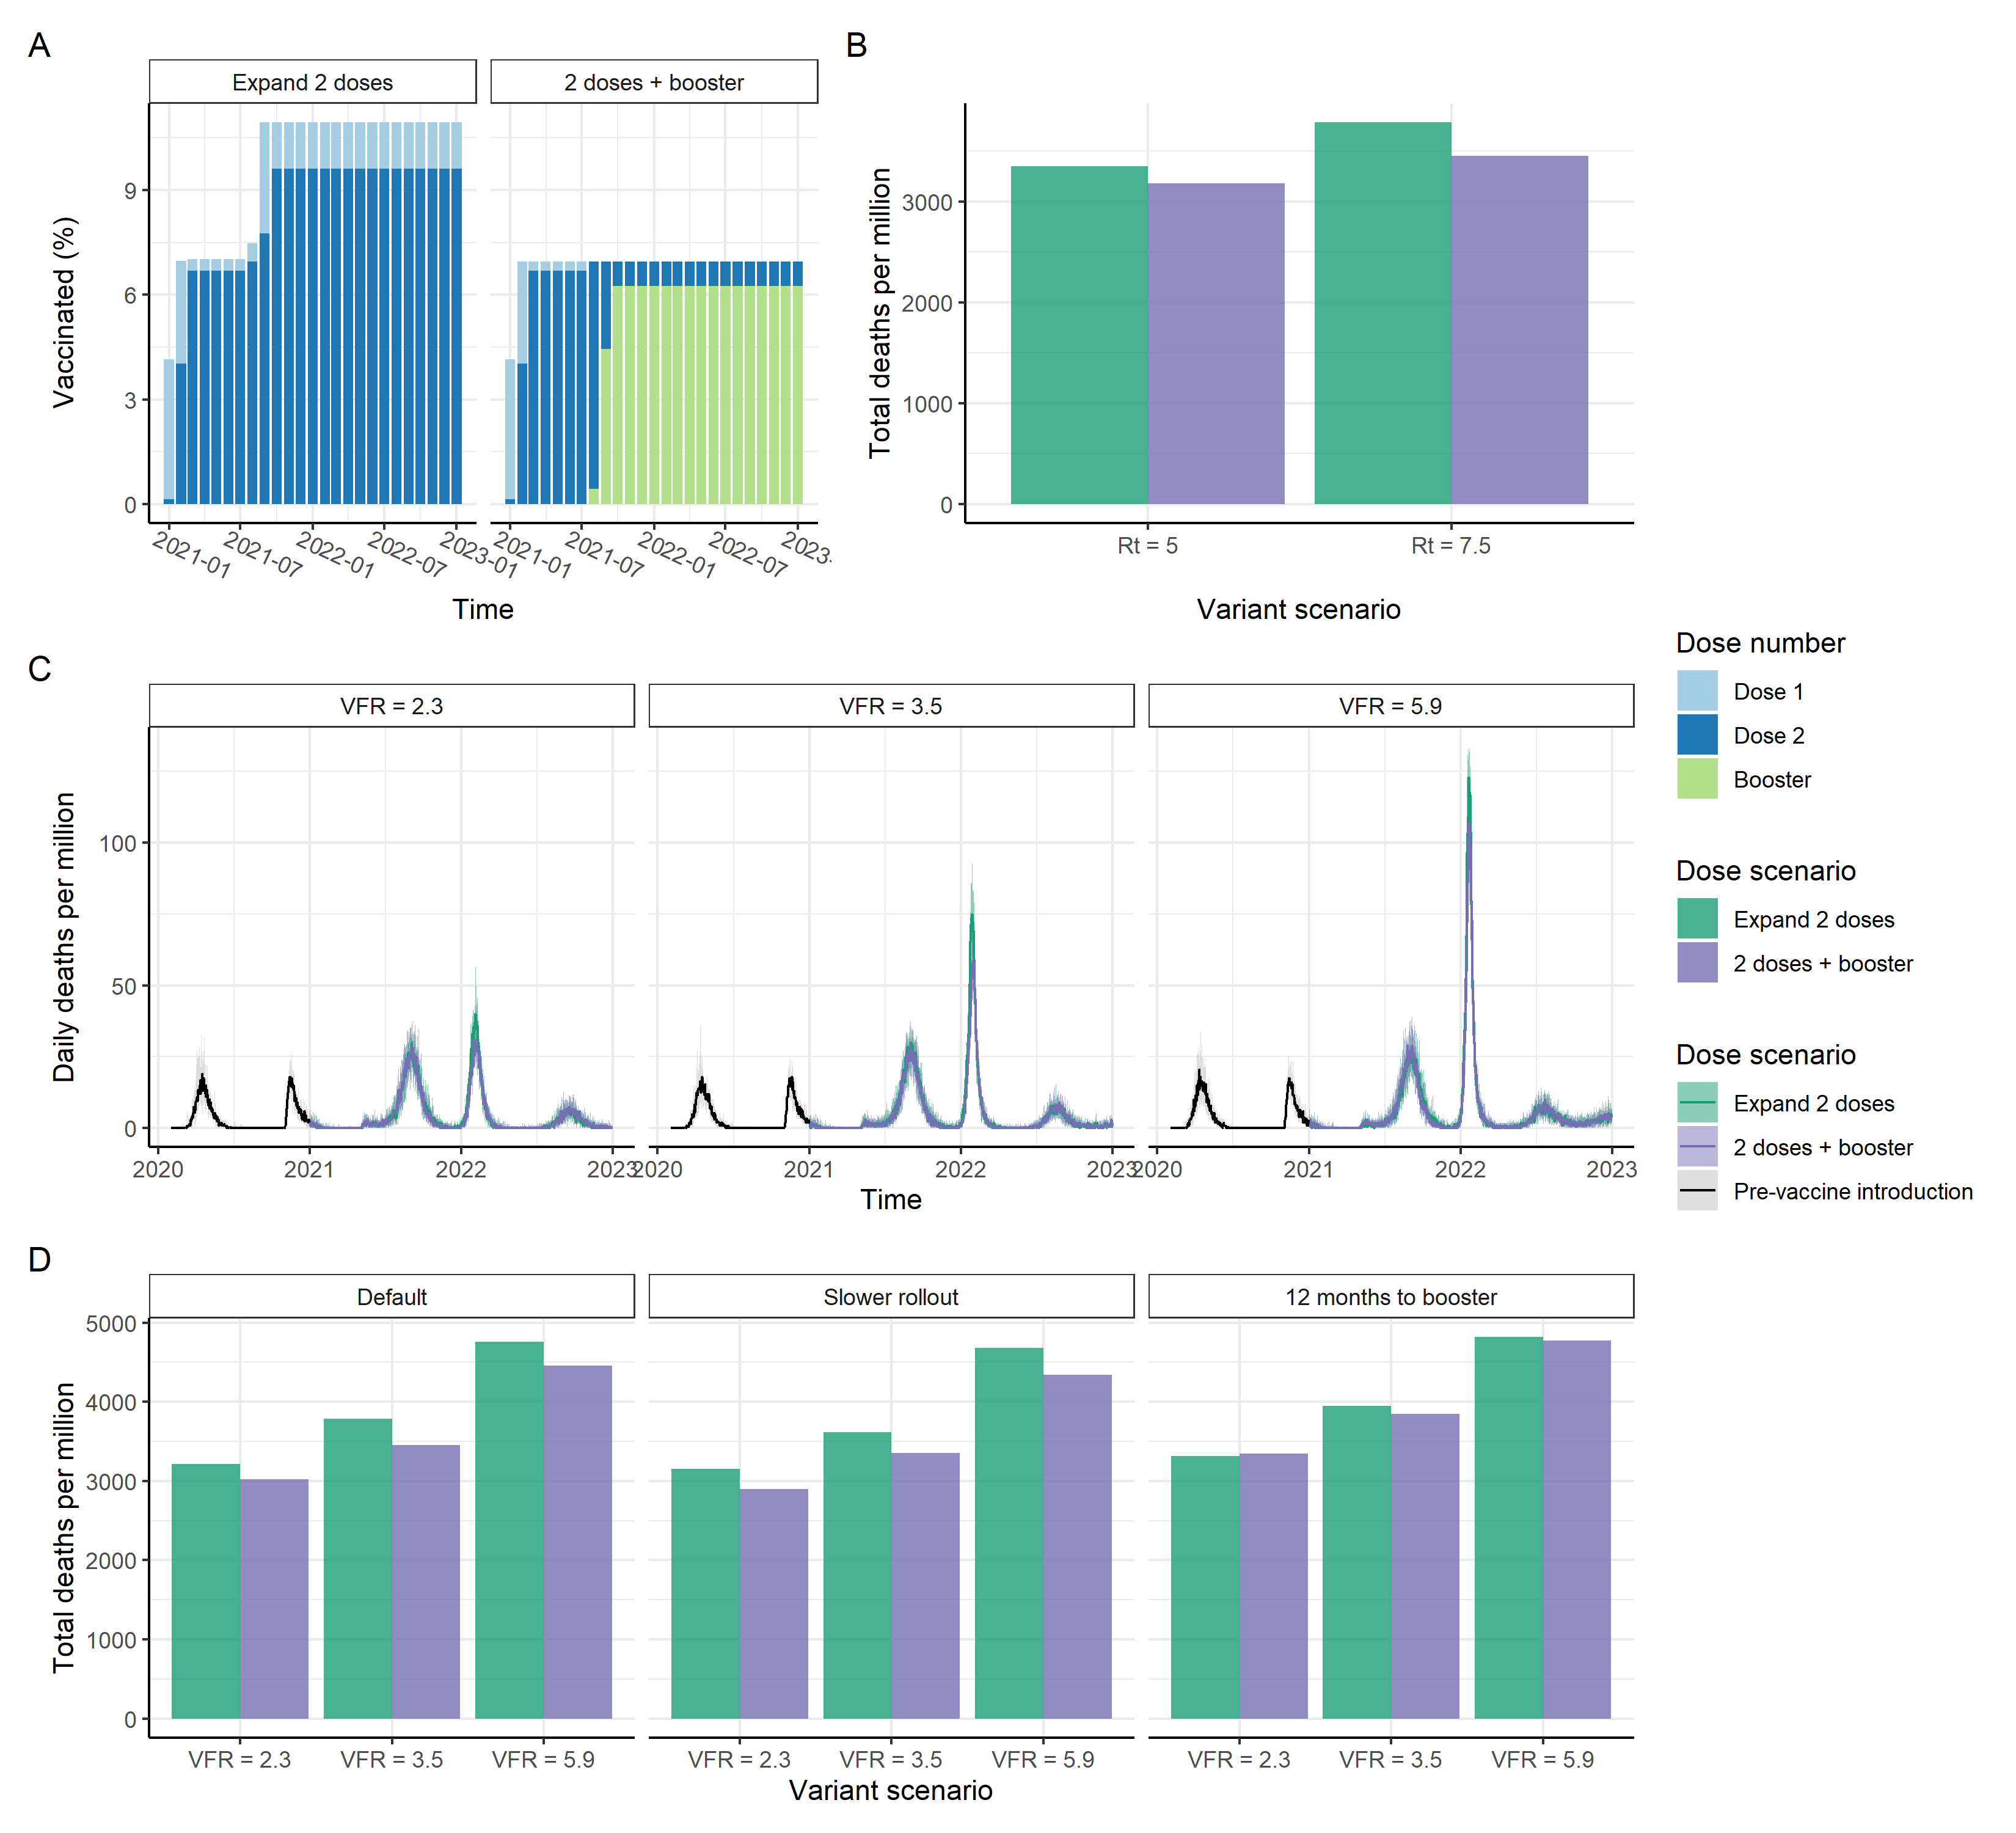 A
B
Expand 2 doses
2 doses + booster
Vaccinated (%)
9
6
3
0
2021-01
2021-07
2022-01
2022-07
2023-01
2021-01
2021-07
2022-01
2022-07
2023-
Time
Total deaths per million
3000
2000
1000
0
Rt = 5
Rt = 7.5
Variant scenario
C
VFR = 2.3
VFR = 3.5
VFR = 5.9
Daily deaths per million
100
50
0
2020
2021
2022
2023
2020
2021
2022
2023
2020
2021
2022
2023
Time
Dose number
Dose 1
Dose 2
Booster
Dose scenario
Expand 2 doses
2 doses + booster
Dose scenario
Expand 2 doses
2 doses + booster
Pre-vaccine introduction
D
Default
Slower rollout
12 months to booster
Total deaths per million
5000
4000
3000
2000
1000
0
VFR = 2.3
VFR = 3.5
VFR = 5.9
VFR = 2.3
VFR = 3.5
VFR = 5.9
VFR = 2.3
VFR = 3.5
VFR = 5.9
Variant scenario